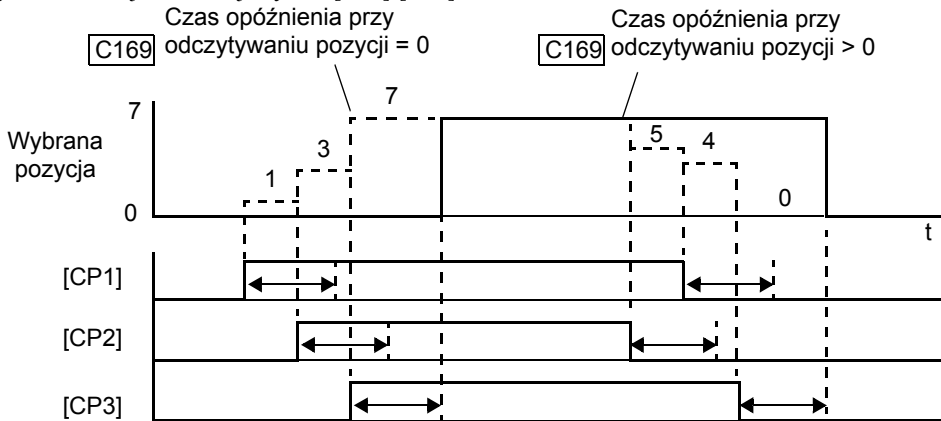 Czas opóźnienia przy
C169 odczytywaniu pozycji = 0
Czas opóźnienia przy
C169 odczytywaniu pozycji > 0
7
7
Wybrana
pozycja
3
5
4
1
0
0
t
[CP1]
[CP2]
[CP3]